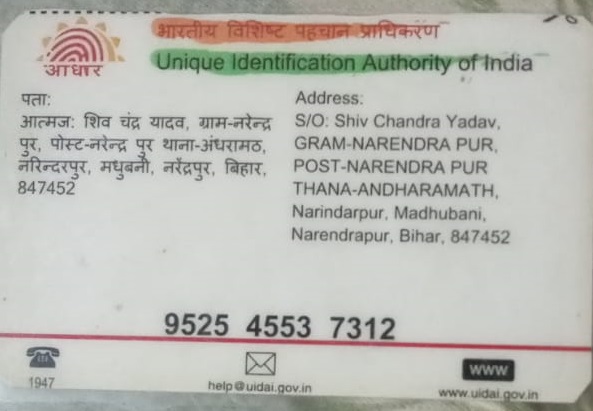 भारतीय विशिष्ट पहचान प्राधिकरण
Unique Identification Authority of India
आधार
पता:
आत्मज: शिव चंद्र यादव, ग्राम-नरेन्द्र
पुर, पोस्ट-नरेन्द्र पुर थाना-अंधरामठ,
नरिन्दरपुर, मधुबनी, नरेंद्रपुर, बिहार,
847452
Address:
S/O: Shiv Chandra Yadav,
GRAM-NARENDRA PUR,
POST-NARENDRA PUR
THANA-ANDHARAMATH,
Narindarpur, Madhubani,
Narendrapur, Bihar, 847452
9525 4553 7312
1947
help@uidai.gov.in
www
www.uidai.gov.in